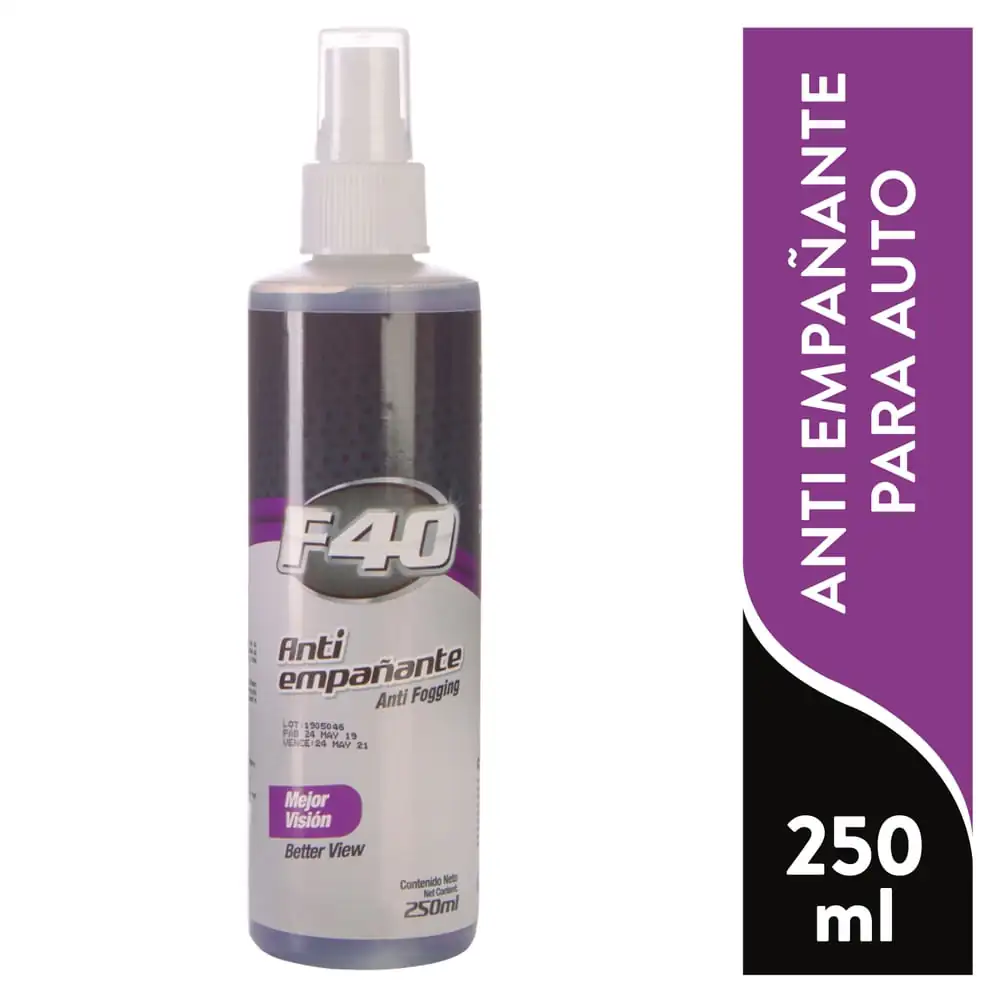 F40
Anti
empañante
Anti Fogging
LOT:1905046
FAB 24 MAY 19
VENCE:24 MAY 21
Mejor
Visión
Better View
Contenido Neto
Net Content:
250ml
ANTI EMPAÑANTE
PARA AUTO
250
ml